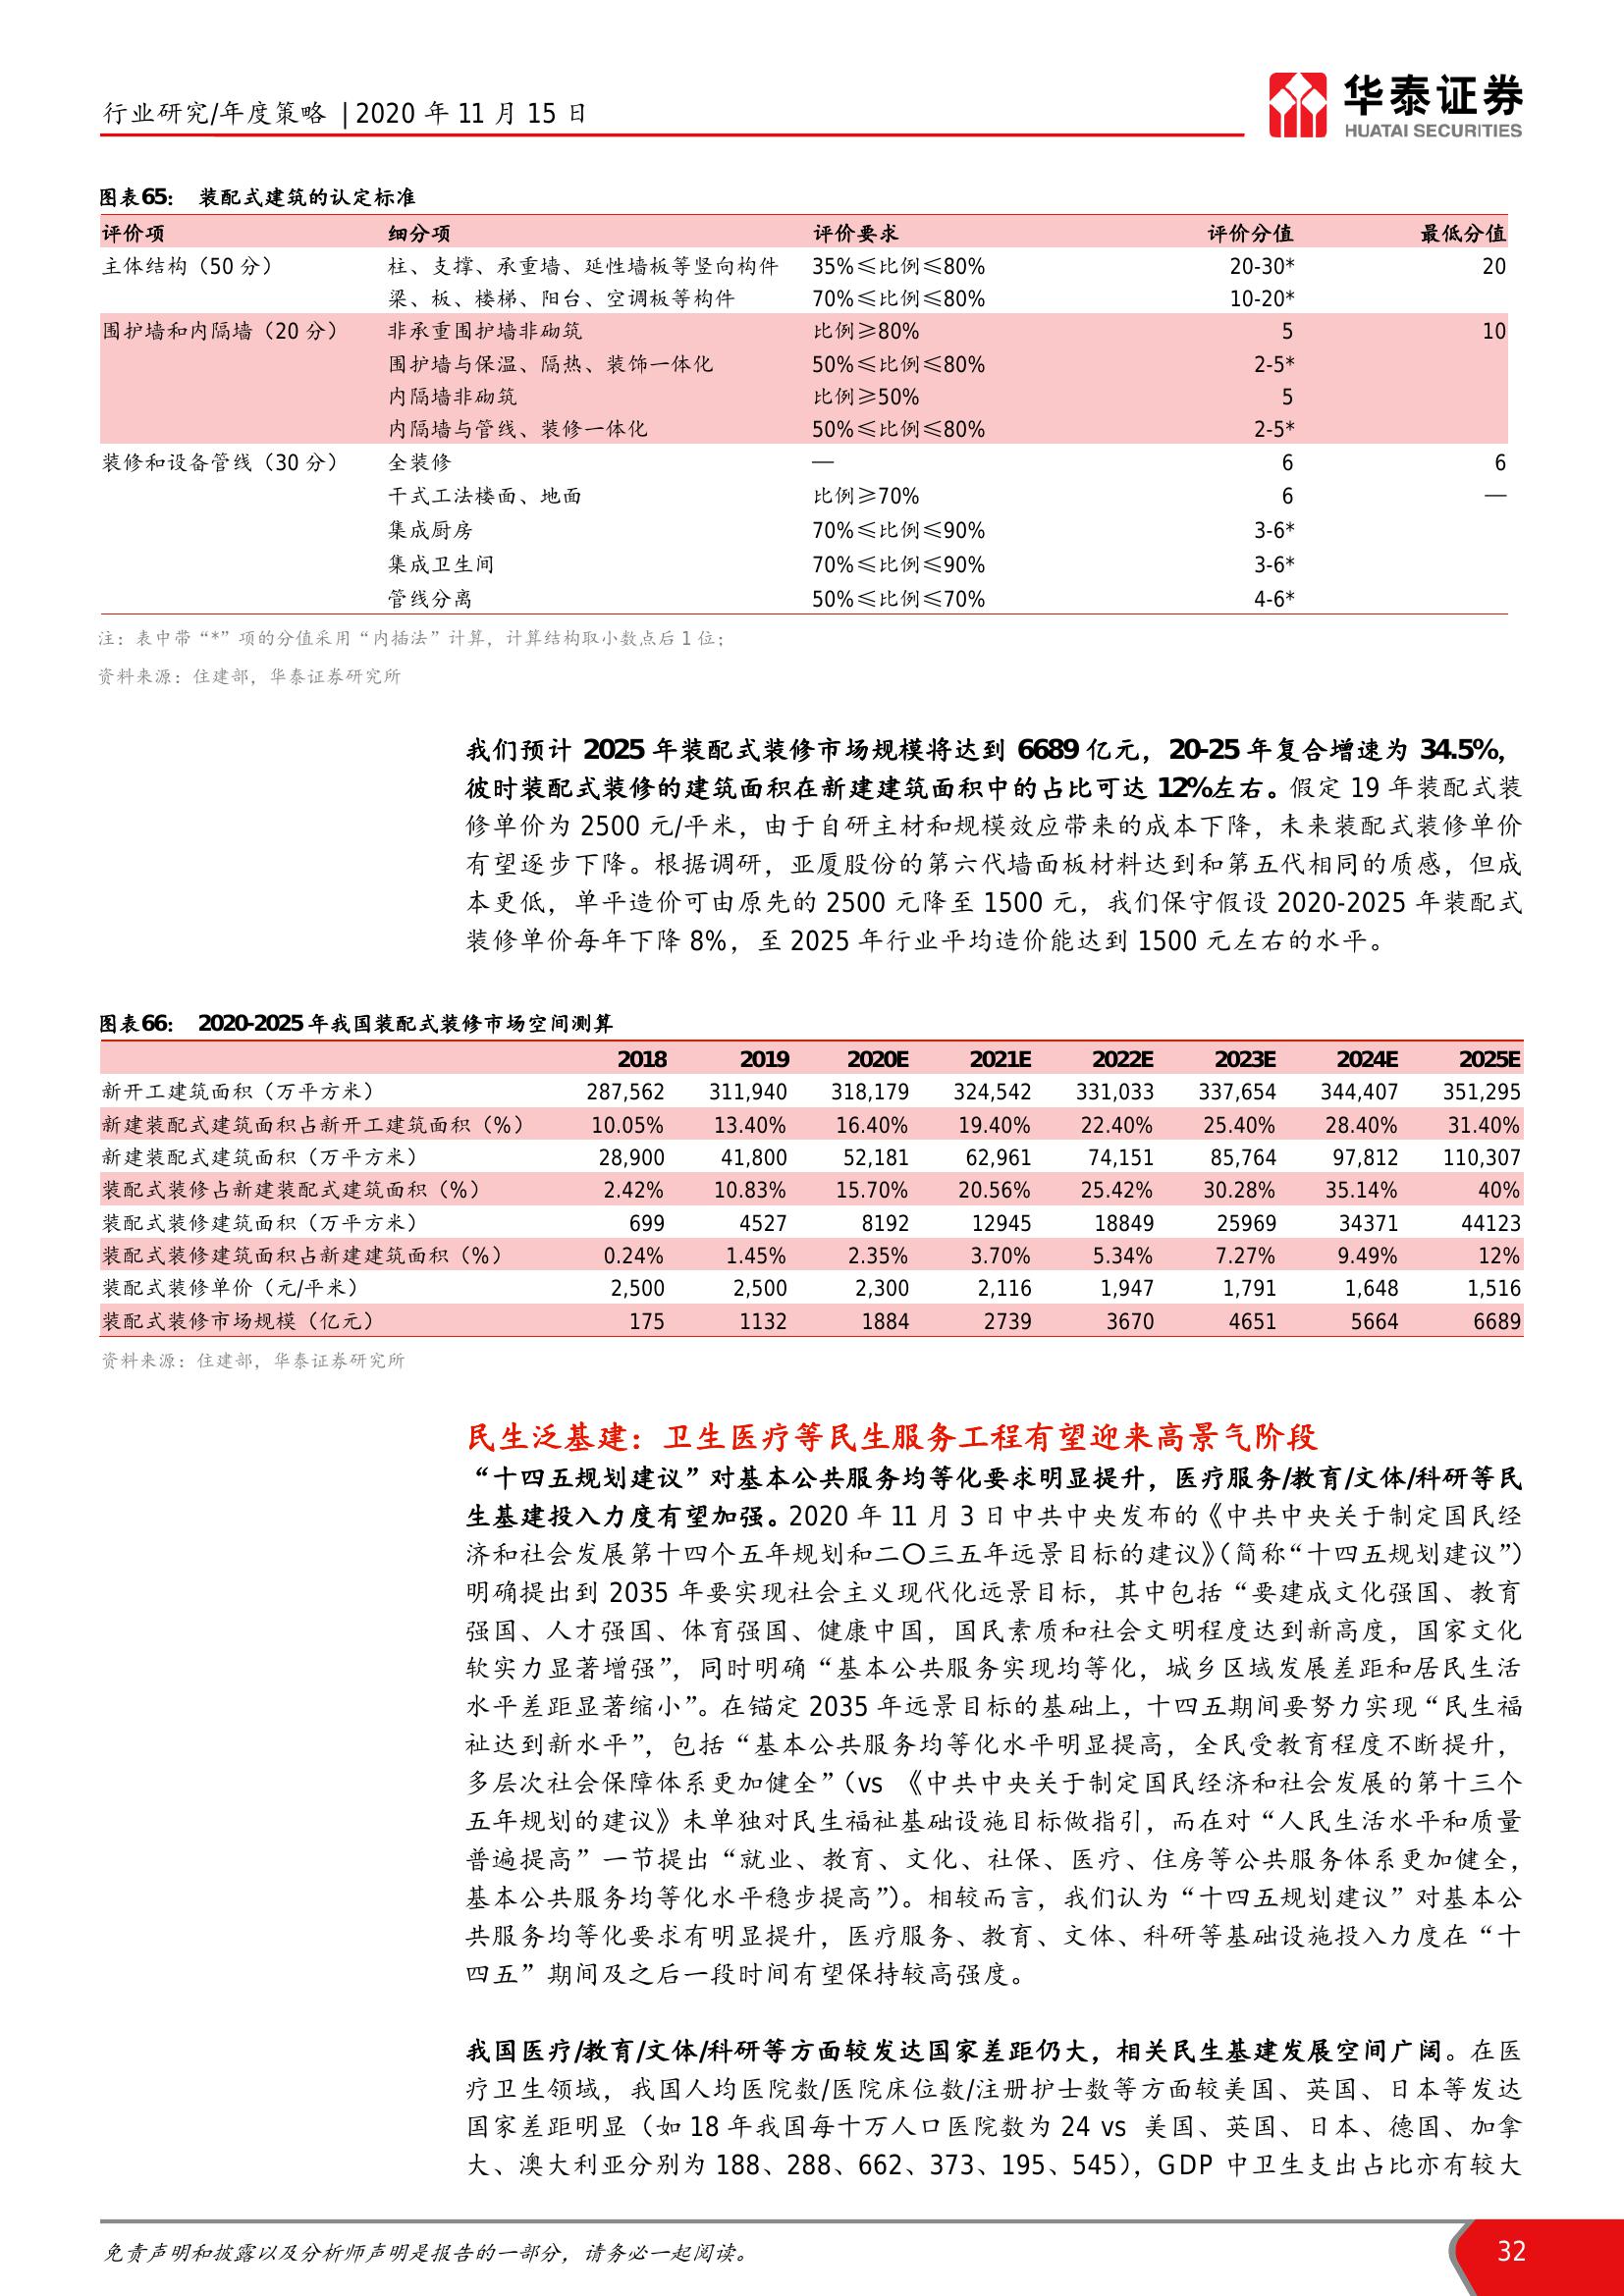 行业研究/年度策略 | 2020 年 11 月 15 日
华泰证券
HUATAI SECURITIES
图表65： 装配式建筑的认定标准
评价项 细分项 评价要求 评价分值 最低分值
主体结构（50 分） 柱、支撑、承重墙、延性墙板等竖向构件 35%≤比例≤80% 20-30* 20
梁、板、楼梯、阳台、空调板等构件 70%≤比例≤80% 10-20*
围护墙和内隔墙（20 分） 非承重围护墙非砌筑 比例≥80% 5 10
围护墙与保温、隔热、装饰一体化 50%≤比例≤80% 2-5*
内隔墙非砌筑 比例≥50% 5
内隔墙与管线、装修一体化 50%≤比例≤80% 2-5*
装修和设备管线（30 分） 全装修 — 6 6
干式工法楼面、地面 比例≥70% 6 —
集成厨房 70%≤比例≤90% 3-6*
集成卫生间 70%≤比例≤90% 3-6*
管线分离 50%≤比例≤70% 4-6*
注：表中带“*”项的分值采用“内插法”计算，计算结构取小数点后 1 位；
资料来源：住建部，华泰证券研究所
我们预计 2025 年装配式装修市场规模将达到 6689 亿元，20-25 年复合增速为 34.5%，
彼时装配式装修的建筑面积在新建建筑面积中的占比可达 12%左右。假定 19 年装配式装
修单价为 2500 元/平米，由于自研主材和规模效应带来的成本下降，未来装配式装修单价
有望逐步下降。根据调研，亚厦股份的第六代墙面板材料达到和第五代相同的质感，但成
本更低，单平造价可由原先的 2500 元降至 1500 元，我们保守假设 2020-2025 年装配式
装修单价每年下降 8%，至 2025 年行业平均造价能达到 1500 元左右的水平。
图表66： 2020-2025 年我国装配式装修市场空间测算
2018 2019 2020E 2021E 2022E 2023E 2024E 2025E
新开工建筑面积（万平方米） 287,562 311,940 318,179 324,542 331,033 337,654 344,407 351,295
新建装配式建筑面积占新开工建筑面积（%） 10.05% 13.40% 16.40% 19.40% 22.40% 25.40% 28.40% 31.40%
新建装配式建筑面积（万平方米） 28,900 41,800 52,181 62,961 74,151 85,764 97,812 110,307
装配式装修占新建装配式建筑面积（%） 2.42% 10.83% 15.70% 20.56% 25.42% 30.28% 35.14% 40%
装配式装修建筑面积（万平方米） 699 4527 8192 12945 18849 25969 34371 44123
装配式装修建筑面积占新建建筑面积（%） 0.24% 1.45% 2.35% 3.70% 5.34% 7.27% 9.49% 12%
装配式装修单价（元/平米） 2,500 2,500 2,300 2,116 1,947 1,791 1,648 1,516
装配式装修市场规模（亿元） 175 1132 1884 2739 3670 4651 5664 6689
资料来源：住建部，华泰证券研究所
民生泛基建：卫生医疗等民生服务工程有望迎来高景气阶段
“十四五规划建议”对基本公共服务均等化要求明显提升，医疗服务/教育/文体/科研等民
生基建投入力度有望加强。2020 年 11 月 3 日中共中央发布的《中共中央关于制定国民经
济和社会发展第十四个五年规划和二〇三五年远景目标的建议》（简称“十四五规划建议”）
明确提出到 2035 年要实现社会主义现代化远景目标，其中包括“要建成文化强国、教育
强国、人才强国、体育强国、健康中国，国民素质和社会文明程度达到新高度，国家文化
软实力显著增强”，同时明确“基本公共服务实现均等化，城乡区域发展差距和居民生活
水平差距显著缩小”。在锚定 2035 年远景目标的基础上，十四五期间要努力实现“民生福
祉达到新水平”，包括“基本公共服务均等化水平明显提高，全民受教育程度不断提升，
多层次社会保障体系更加健全”（vs 《中共中央关于制定国民经济和社会发展的第十三个
五年规划的建议》未单独对民生福祉基础设施目标做指引，而在对“人民生活水平和质量
普遍提高”一节提出“就业、教育、文化、社保、医疗、住房等公共服务体系更加健全，
基本公共服务均等化水平稳步提高”）。相较而言，我们认为“十四五规划建议”对基本公
共服务均等化要求有明显提升，医疗服务、教育、文体、科研等基础设施投入力度在“十
四五”期间及之后一段时间有望保持较高强度。
我国医疗/教育/文体/科研等方面较发达国家差距仍大，相关民生基建发展空间广阔。在医
疗卫生领域，我国人均医院数/医院床位数/注册护士数等方面较美国、英国、日本等发达
国家差距明显（如 18 年我国每十万人口医院数为 24 vs 美国、英国、日本、德国、加拿
大、澳大利亚分别为 188、288、662、373、195、545），GDP 中卫生支出占比亦有较大
免责声明和披露以及分析师声明是报告的一部分，请务必一起阅读。
32